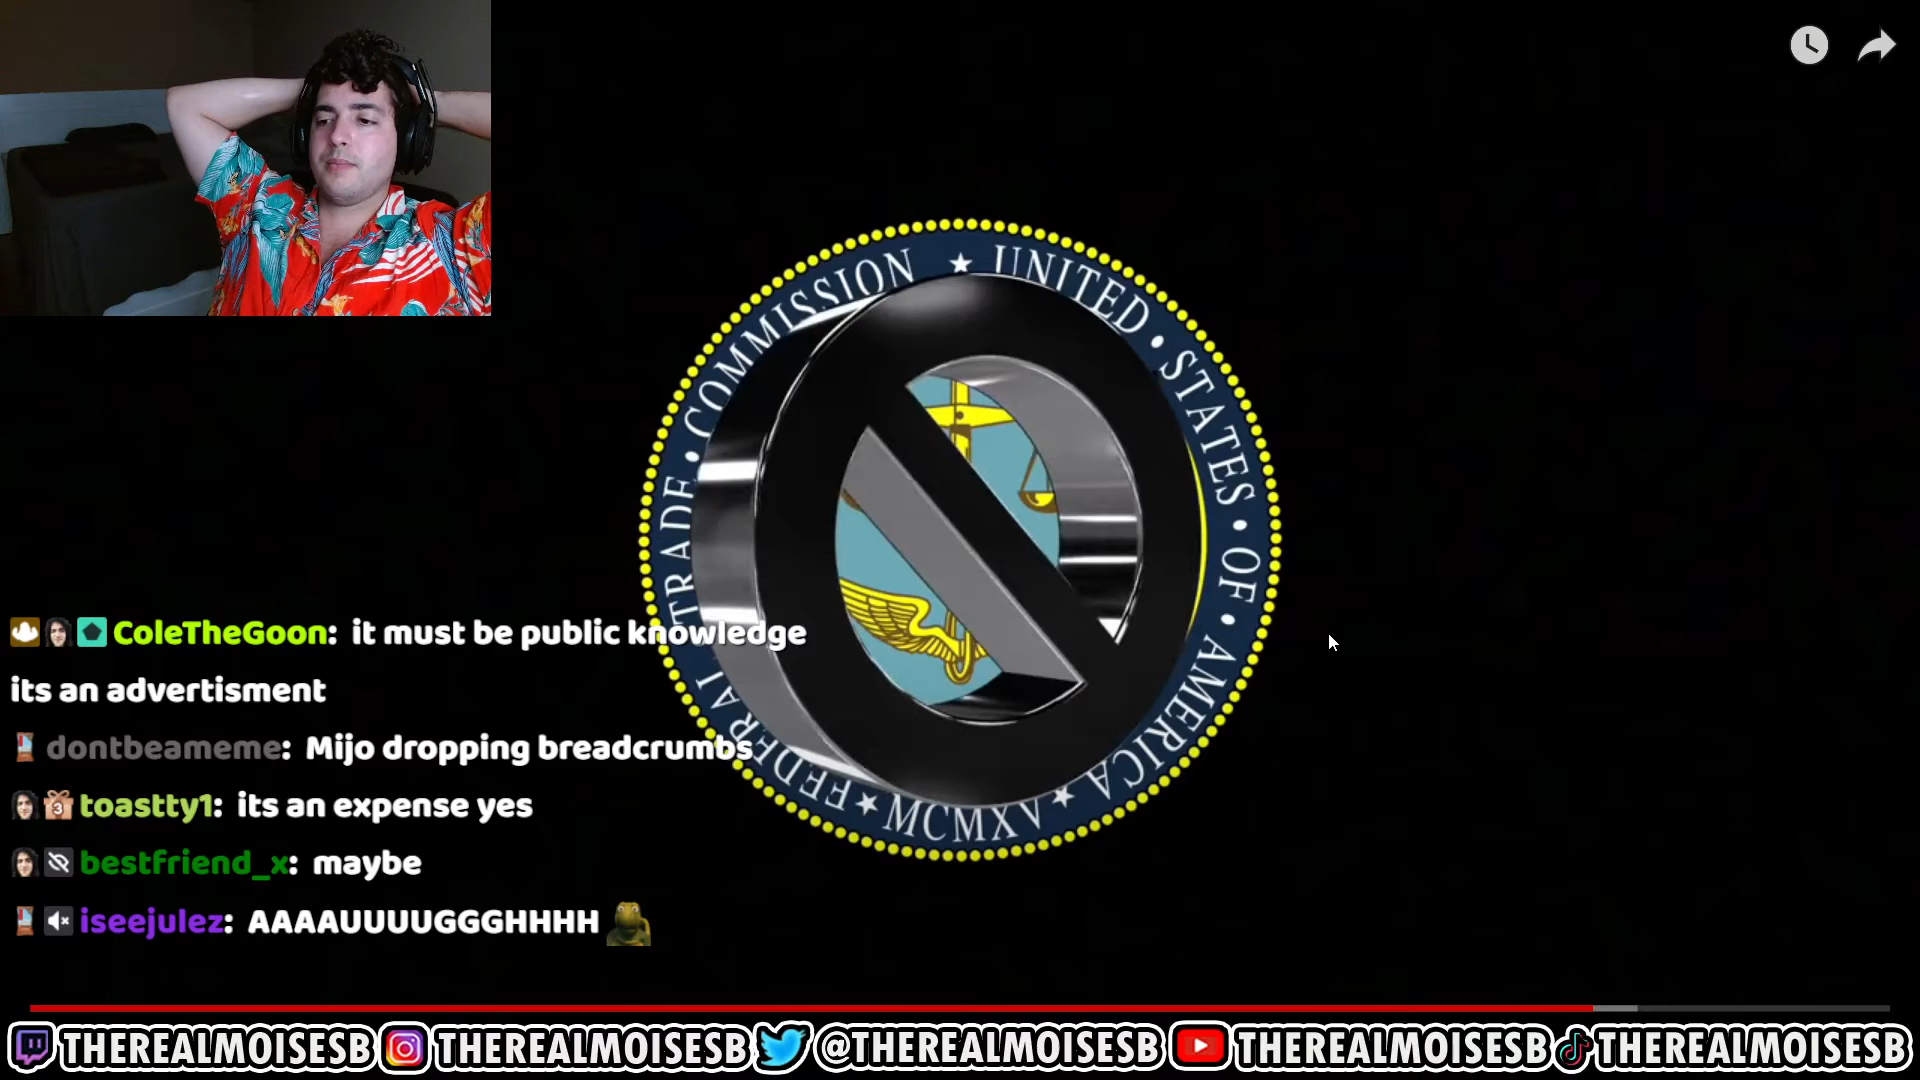 FEDERAL TRADE • COMMISSION ★ UNITED • STATES • OF • AMERICA ★ MCMXV ★
ColeTheGoon: it must be public knowledge
its an advertisment
dontbeameme: Mijo dropping breadcrumbs
3 toastty1: its an expense yes
bestfriend_x: maybe
iseejulez: AAAAUUUUGGGHHHH
THEREALMOISESB THEREALMOISESB @THEREALMOISESB THEREALMOISESB THEREALMOISESB